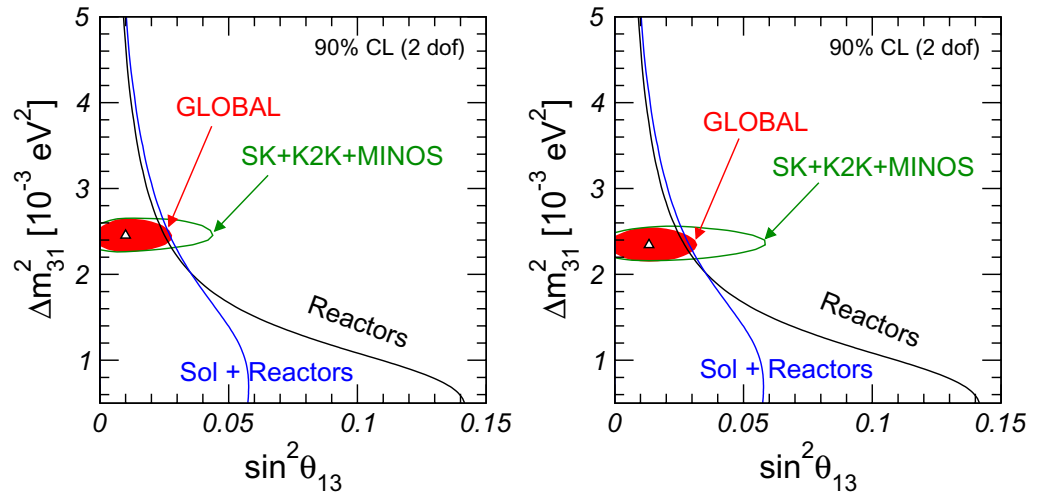 5
4
3
2
1
Δm²₃₁ [10⁻³ eV²]
90% CL (2 dof)
GLOBAL
SK+K2K+MINOS
Reactors
Sol + Reactors
0
0.05
0.1
0.15
sin²θ₁₃
5
4
3
2
1
Δm²₃₁ [10⁻³ eV²]
90% CL (2 dof)
GLOBAL
SK+K2K+MINOS
Reactors
Sol + Reactors
0
0.05
0.1
0.15
sin²θ₁₃